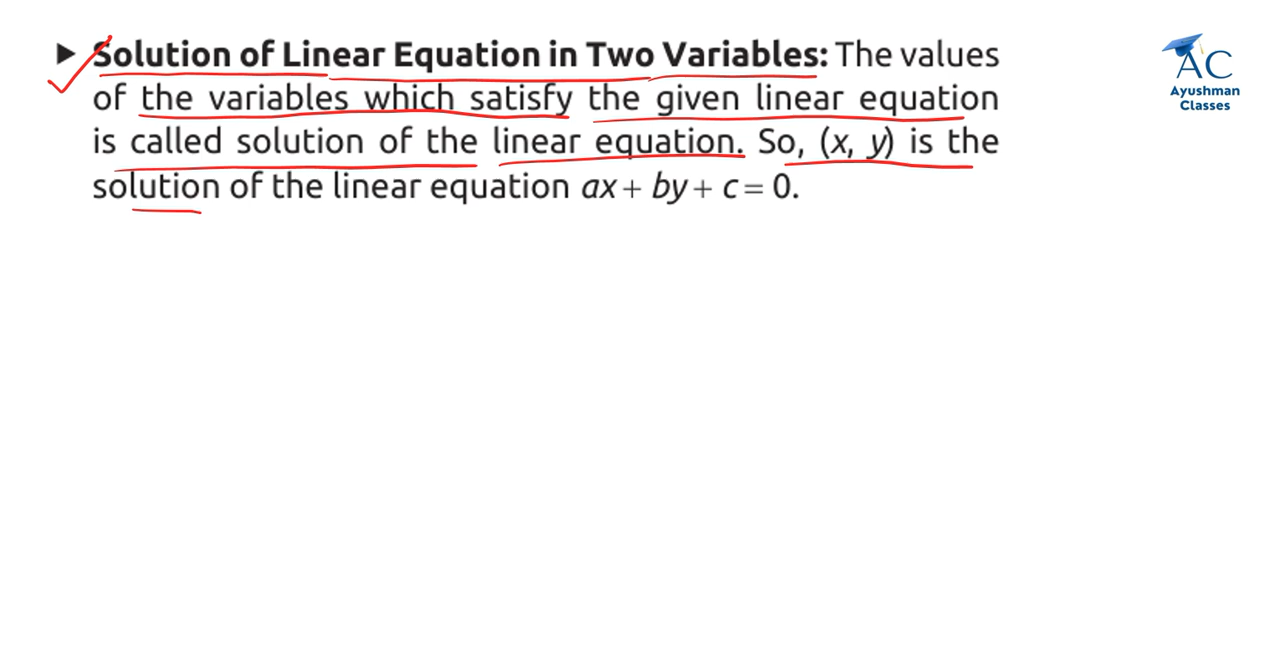 ▶ Solution of Linear Equation in Two Variables: The values
of the variables which satisfy the given linear equation
is called solution of the linear equation. So, (x, y) is the
solution of the linear equation ax + by + c = 0.
AC
Ayushman
Classes